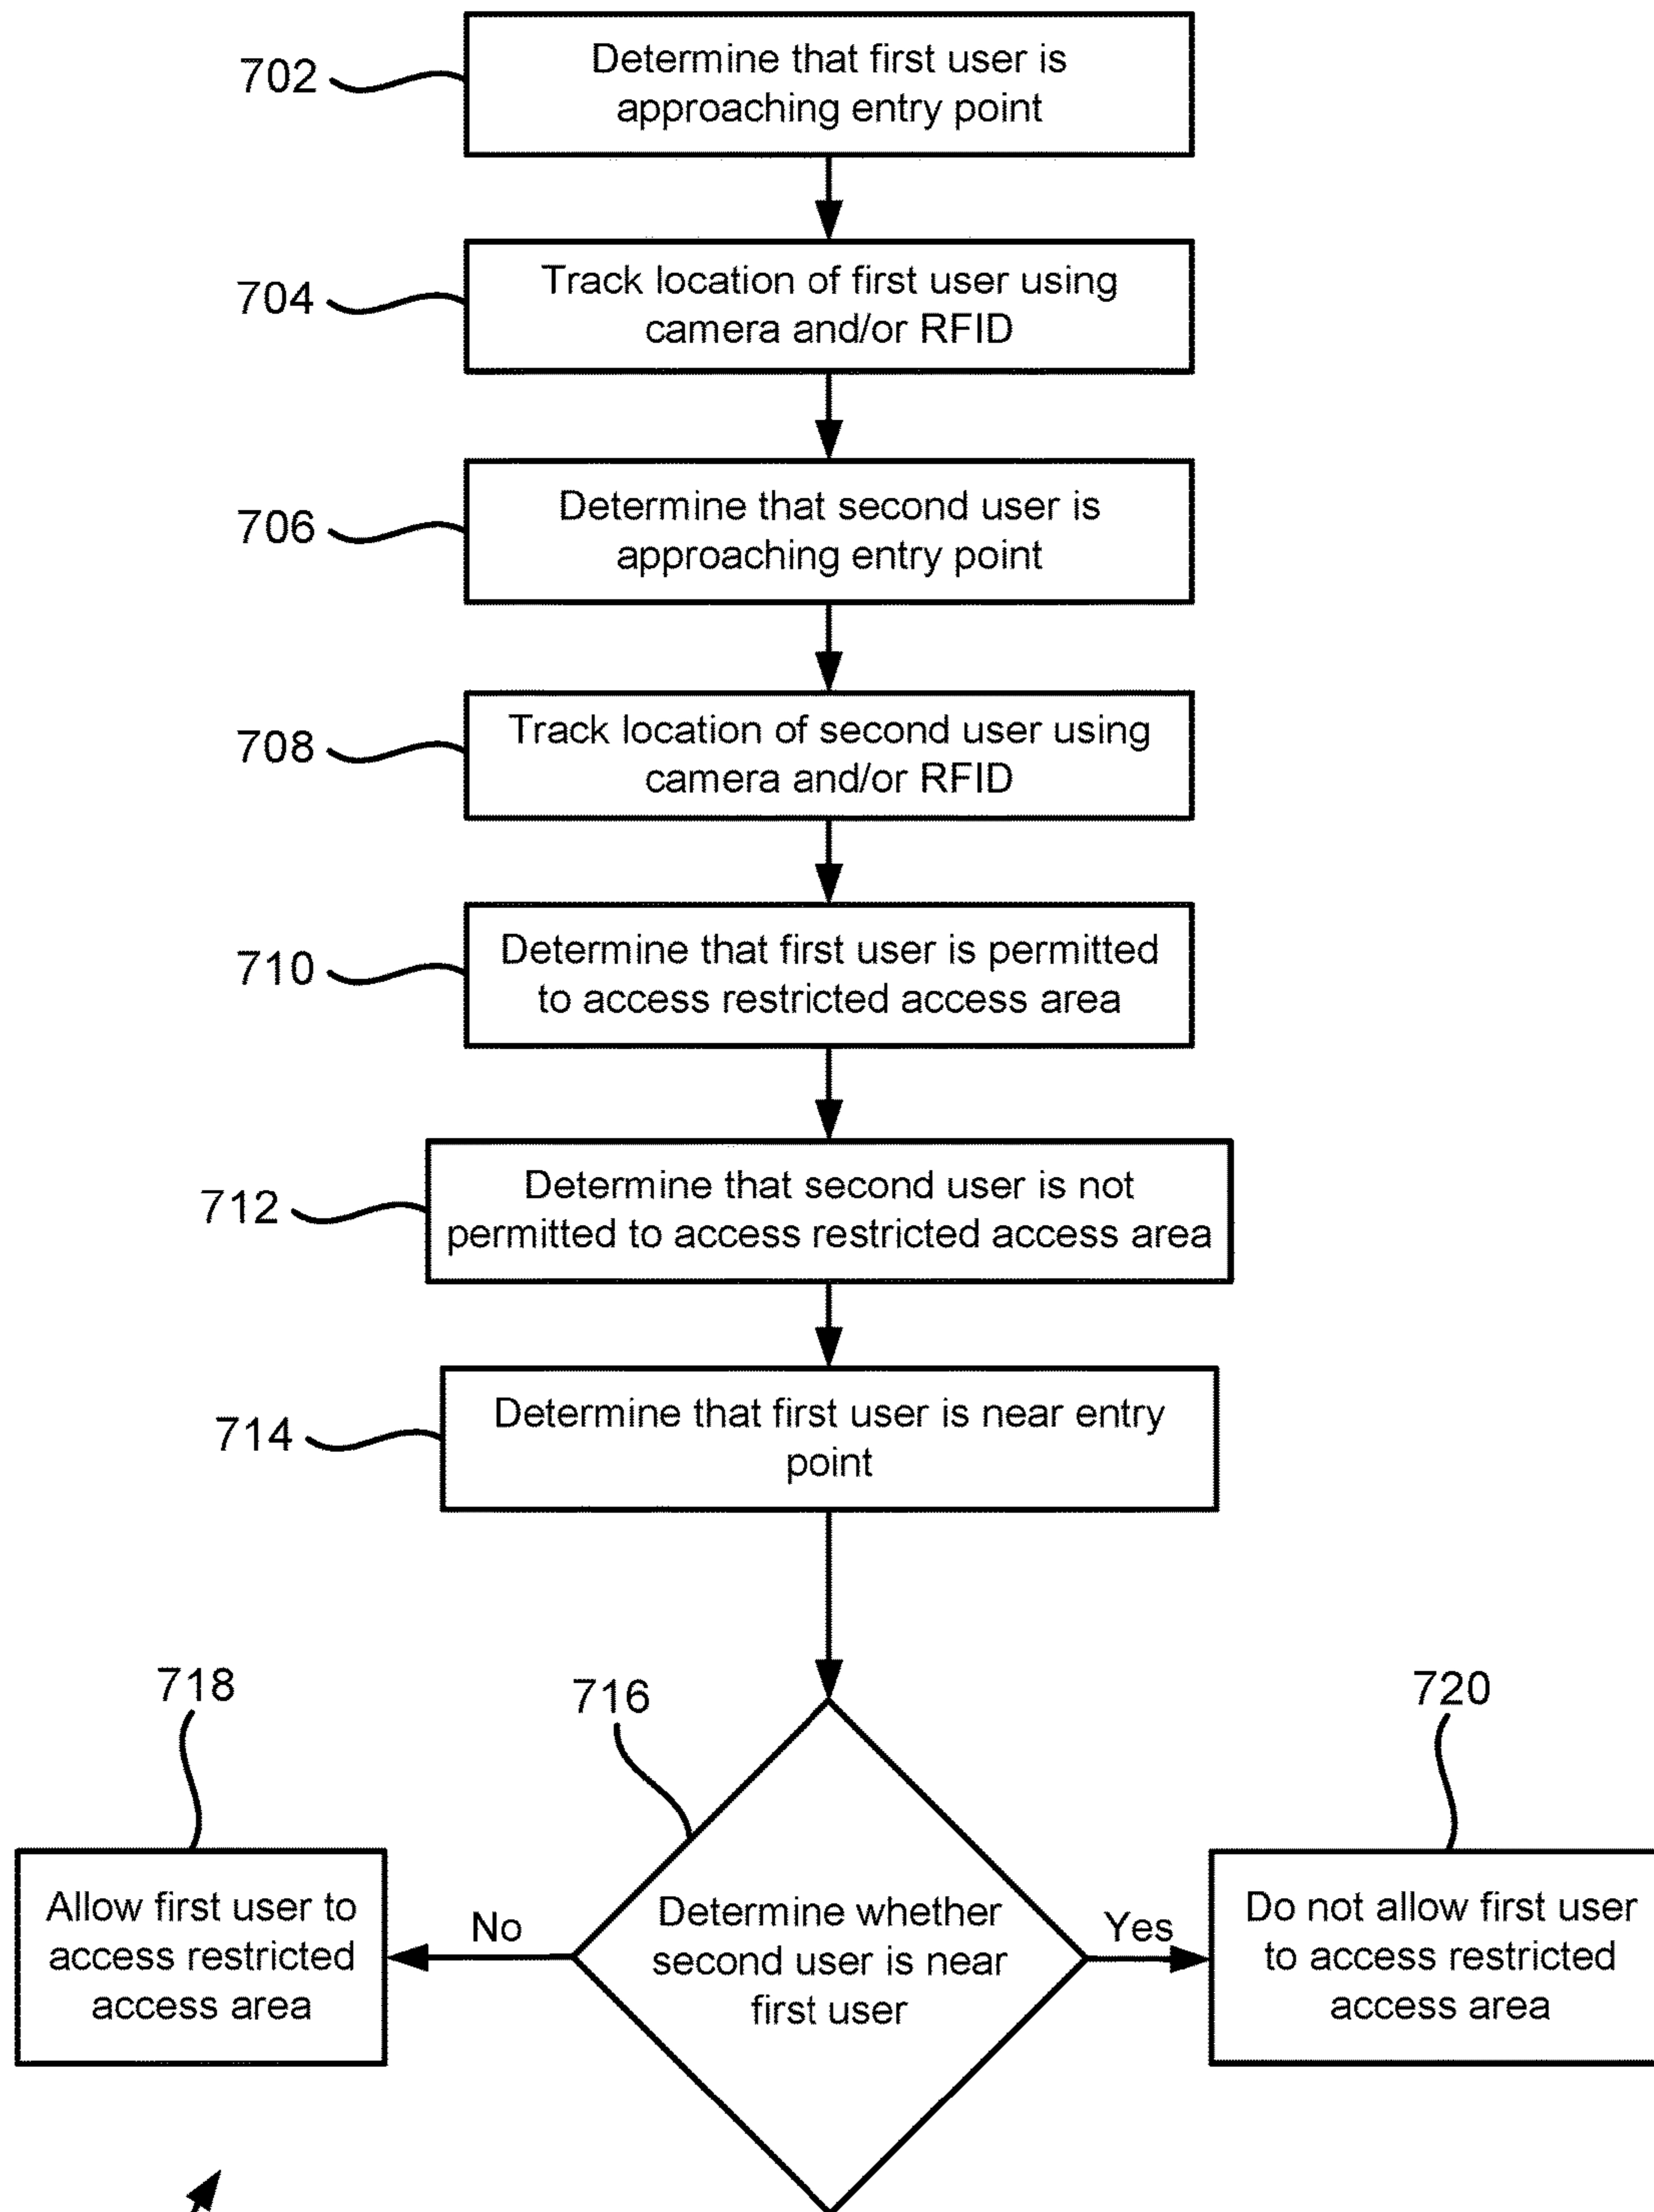 702
Determine that first user is
approaching entry point
704
Track location of first user using
camera and/or RFID
706
Determine that second user is
approaching entry point
708
Track location of second user using
camera and/or RFID
710
Determine that first user is permitted
to access restricted access area
712
Determine that second user is not
permitted to access restricted access area
714
Determine that first user is near entry
point
718
716
720
Allow first user to
access restricted
access area
No
Determine whether
second user is near
first user
Yes
Do not allow first user
to access restricted
access area